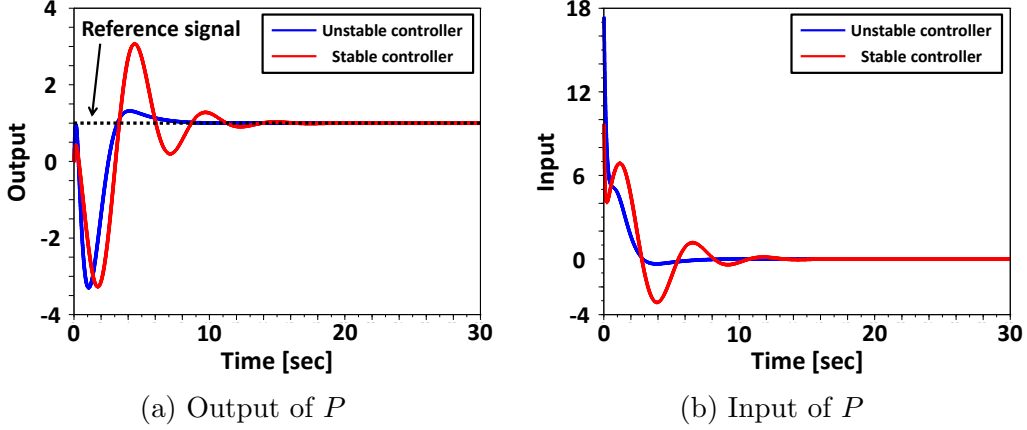 Reference signal
Unstable controller
Stable controller
4
2
0
-2
-4
Output
0
10
20
30
Time [sec]
(a) Output of P
Unstable controller
Stable controller
18
12
6
0
-4
Input
0
10
20
30
Time [sec]
(b) Input of P